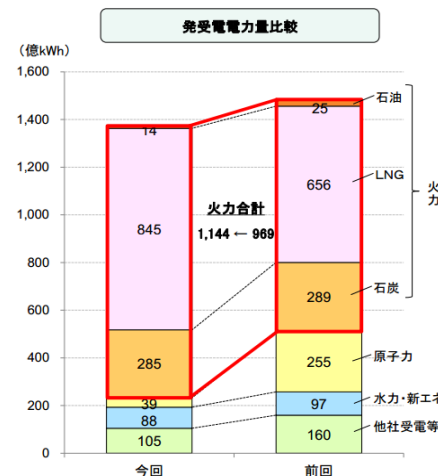 発受電電力量比較
（億kWh）
1,600
1,400
1,200
1,000
800
600
400
200
0
14
845
285
39
88
105
今回
火力合計
1,144 ← 969
25
656
289
255
97
160
前回
石油
LNG
石炭
火力
原子力
水力・新エネ
他社受電等